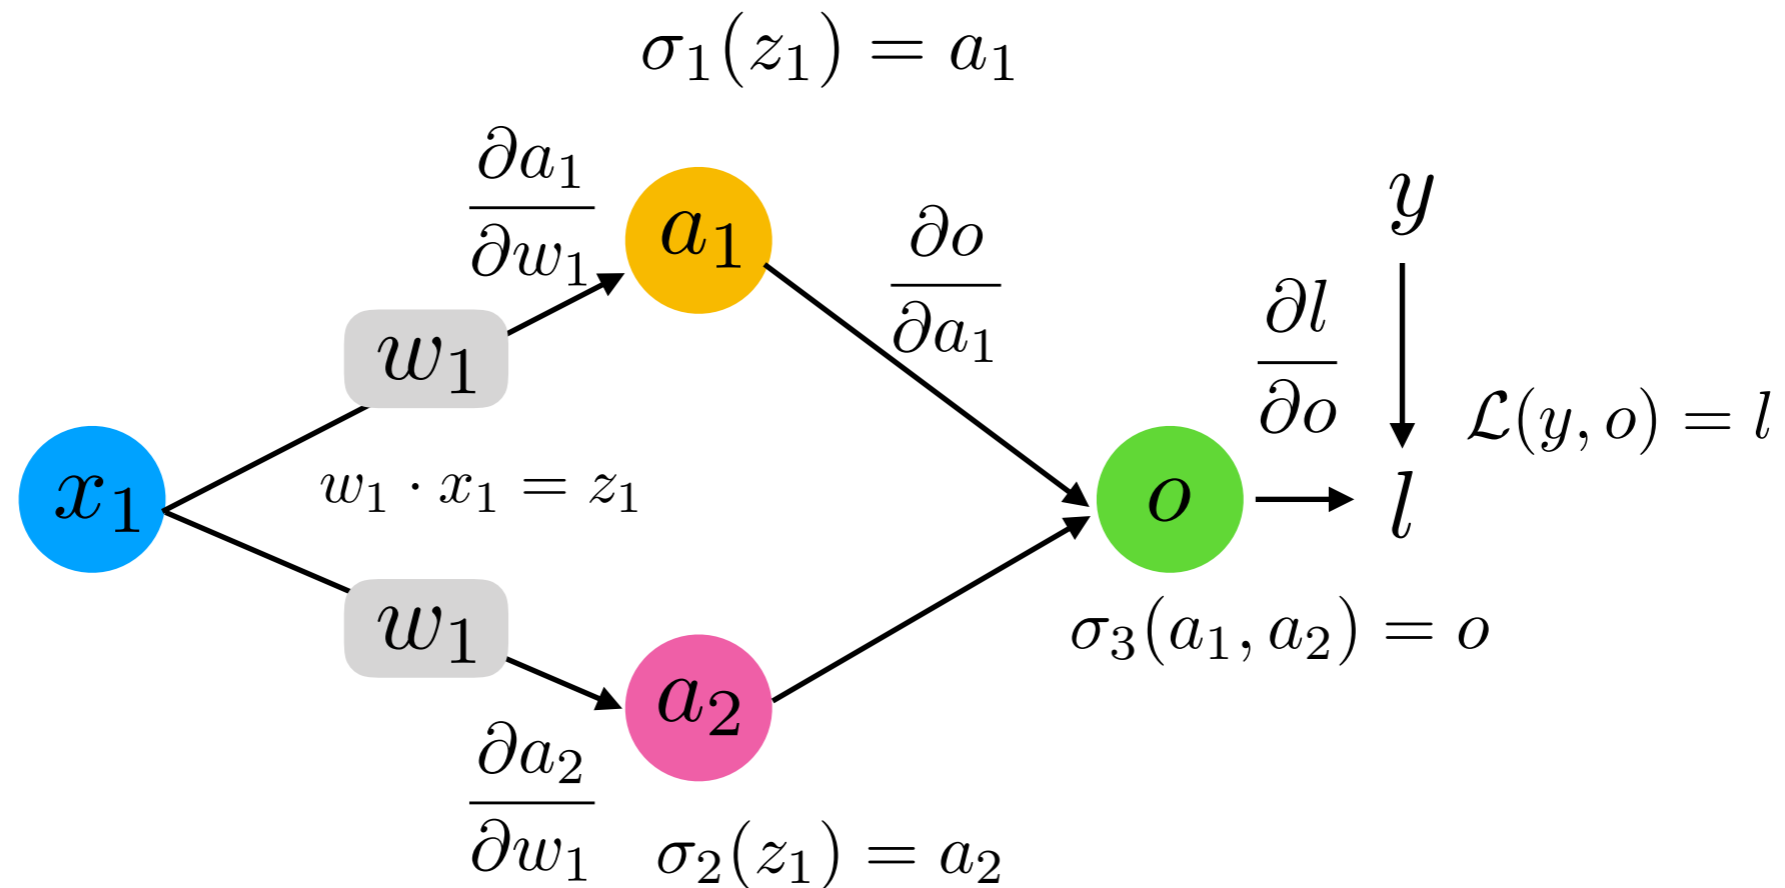 σ₁(z₁) = a₁
∂a₁/∂w₁
a₁
∂o/∂a₁
y
∂l/∂o
w₁
L(y, o) = l
x₁
w₁ · x₁ = z₁
o
l
w₁
σ₃(a₁, a₂) = o
a₂
∂a₂/∂w₁
σ₂(z₁) = a₂